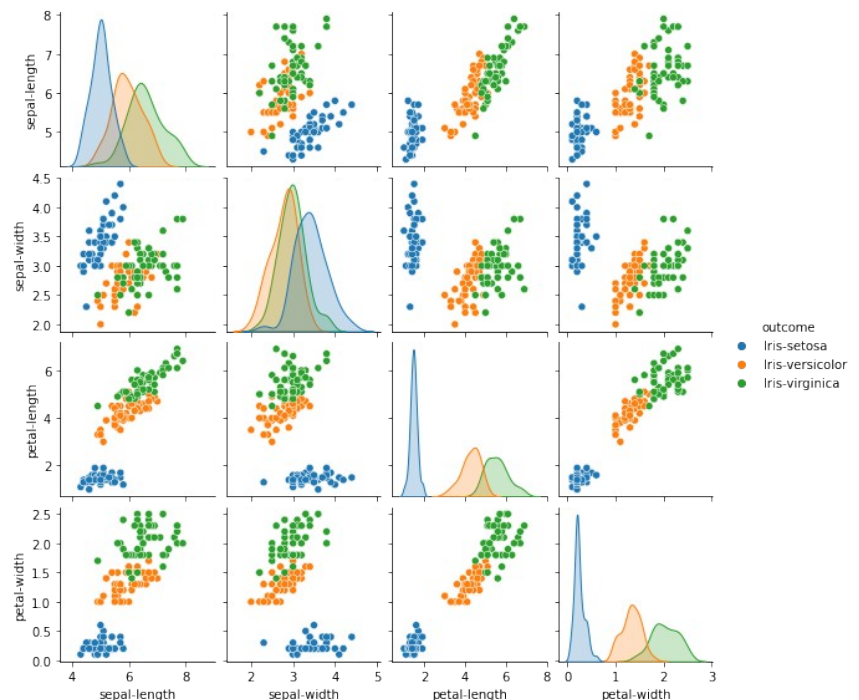 8
7
6
5
sepal-length
4.5
4.0
3.5
3.0
2.5
2.0
sepal-width
outcome
Iris-setosa
Iris-versicolor
Iris-virginica
6
4
2
petal-length
2.5
2.0
1.5
1.0
0.5
0.0
petal-width
4 6 8
2 3 4 5
2 4 6 8
0 1 2 3
sepal-length sepal-width petal-length petal-width